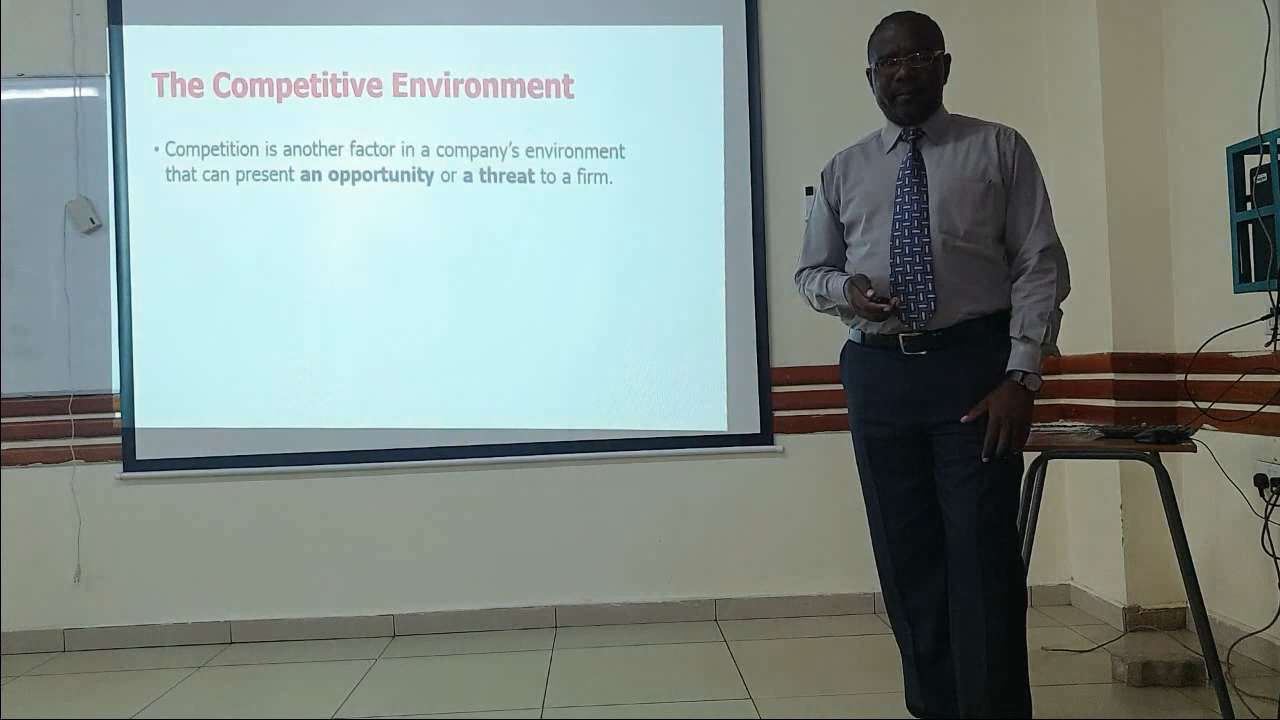 The Competitive Environment
• Competition is another factor in a company's environment
that can present an opportunity or a threat to a firm.